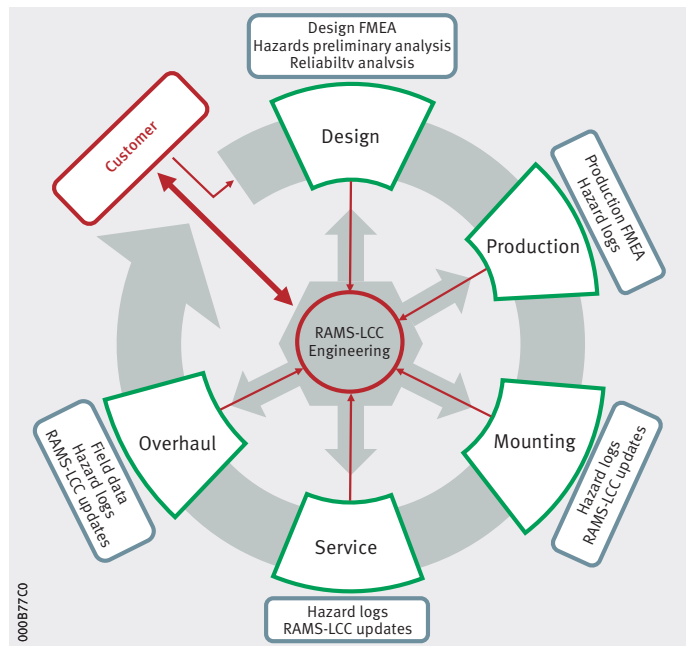 Design FMEA
Hazards preliminary analysis
Reliability analysis
Design
Customer
Production FMEA
Hazard logs
Production
RAMS-LCC
Engineering
Mounting
Hazard logs
RAMS-LCC updates
Service
Hazard logs
RAMS-LCC updates
Overhaul
Field data
Hazard logs
RAMS-LCC updates
000B77C0